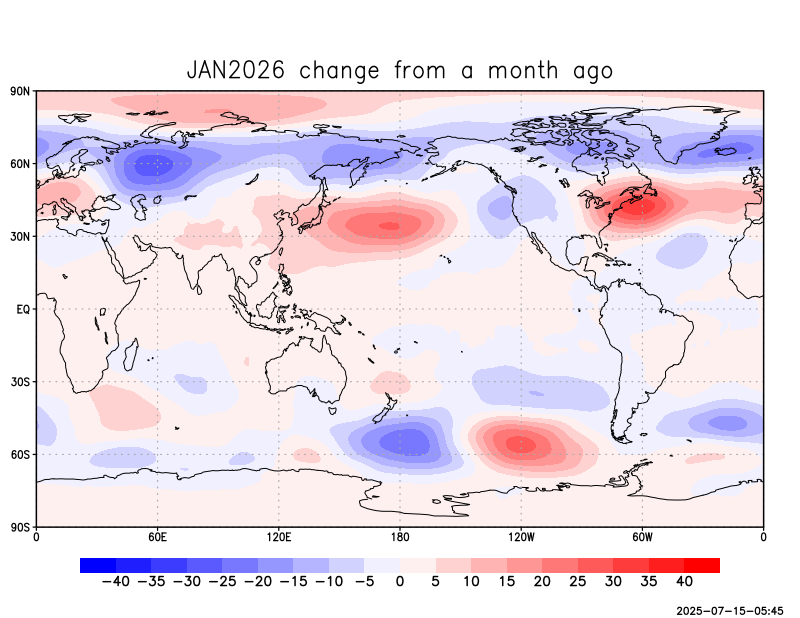 JAN2026 change from a month ago
90N
60N
30N
EQ
30S
60S
90S
0 60E 120E 180 120W 60W 0
−40 −35 −30 −25 −20 −15 −10 −5 0 5 10 15 20 25 30 35 40
2025-07-15-05:45